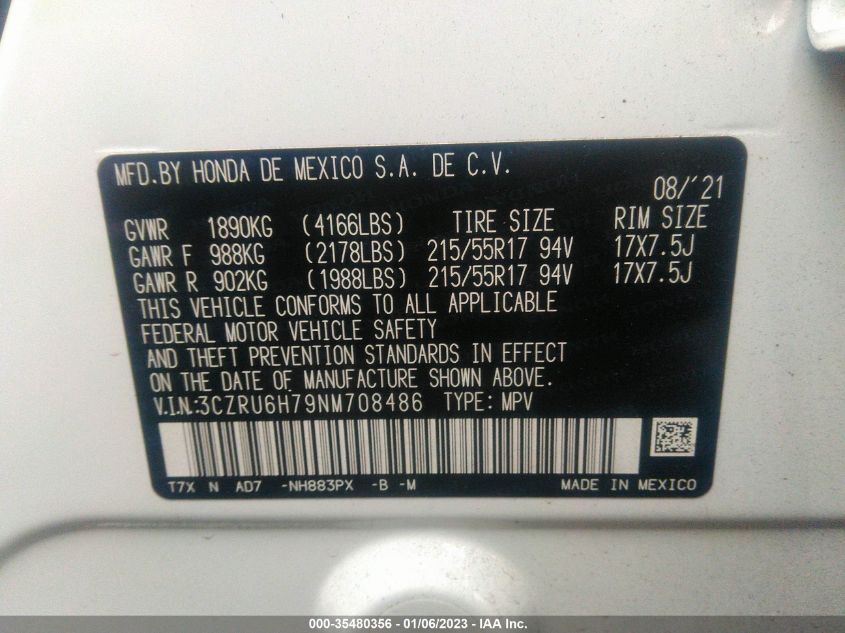 MFD.BY HONDA DE MEXICO S.A. DE C.V.
08/'21
GVWR 1890KG (4166LBS) TIRE SIZE RIM SIZE
GAWR F 988KG (2178LBS) 215/55R17 94V 17X7.5J
GAWR R 902KG (1988LBS) 215/55R17 94V 17X7.5J
THIS VEHICLE CONFORMS TO ALL APPLICABLE
FEDERAL MOTOR VEHICLE SAFETY
AND THEFT PREVENTION STANDARDS IN EFFECT
ON THE DATE OF MANUFACTURE SHOWN ABOVE.
V.I.N.:3CZRU6H79NM708486 TYPE: MPV
T7X N AD7 -NH883PX -B -M MADE IN MEXICO
000-35480356 - 01/06/2023 - IAA Inc.